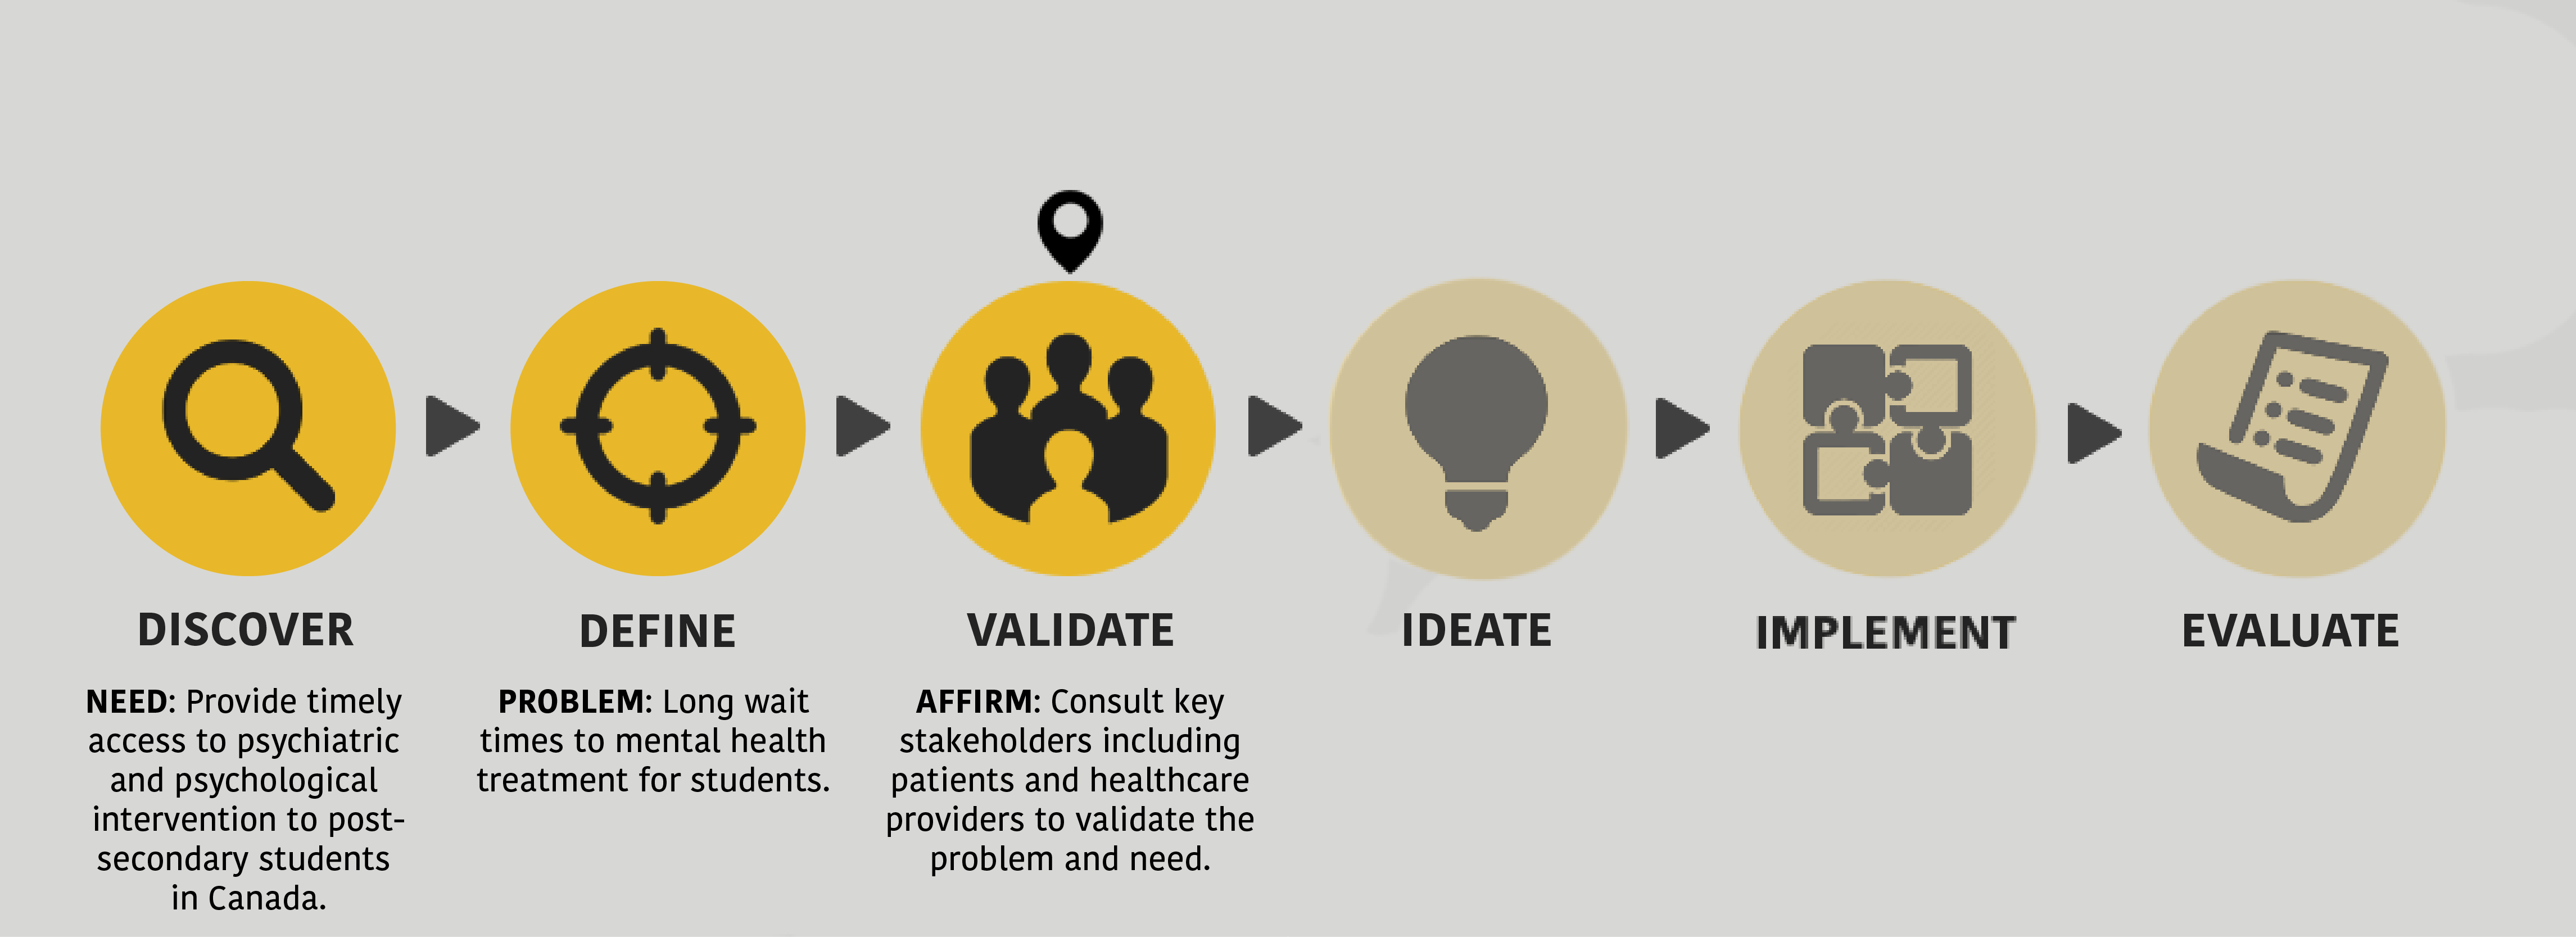 DISCOVER
NEED: Provide timely
access to psychiatric
and psychological
intervention to post-
secondary students
in Canada.
DEFINE
PROBLEM: Long wait
times to mental health
treatment for students.
VALIDATE
AFFIRM: Consult key
stakeholders including
patients and healthcare
providers to validate the
problem and need.
IDEATE
IMPLEMENT
EVALUATE